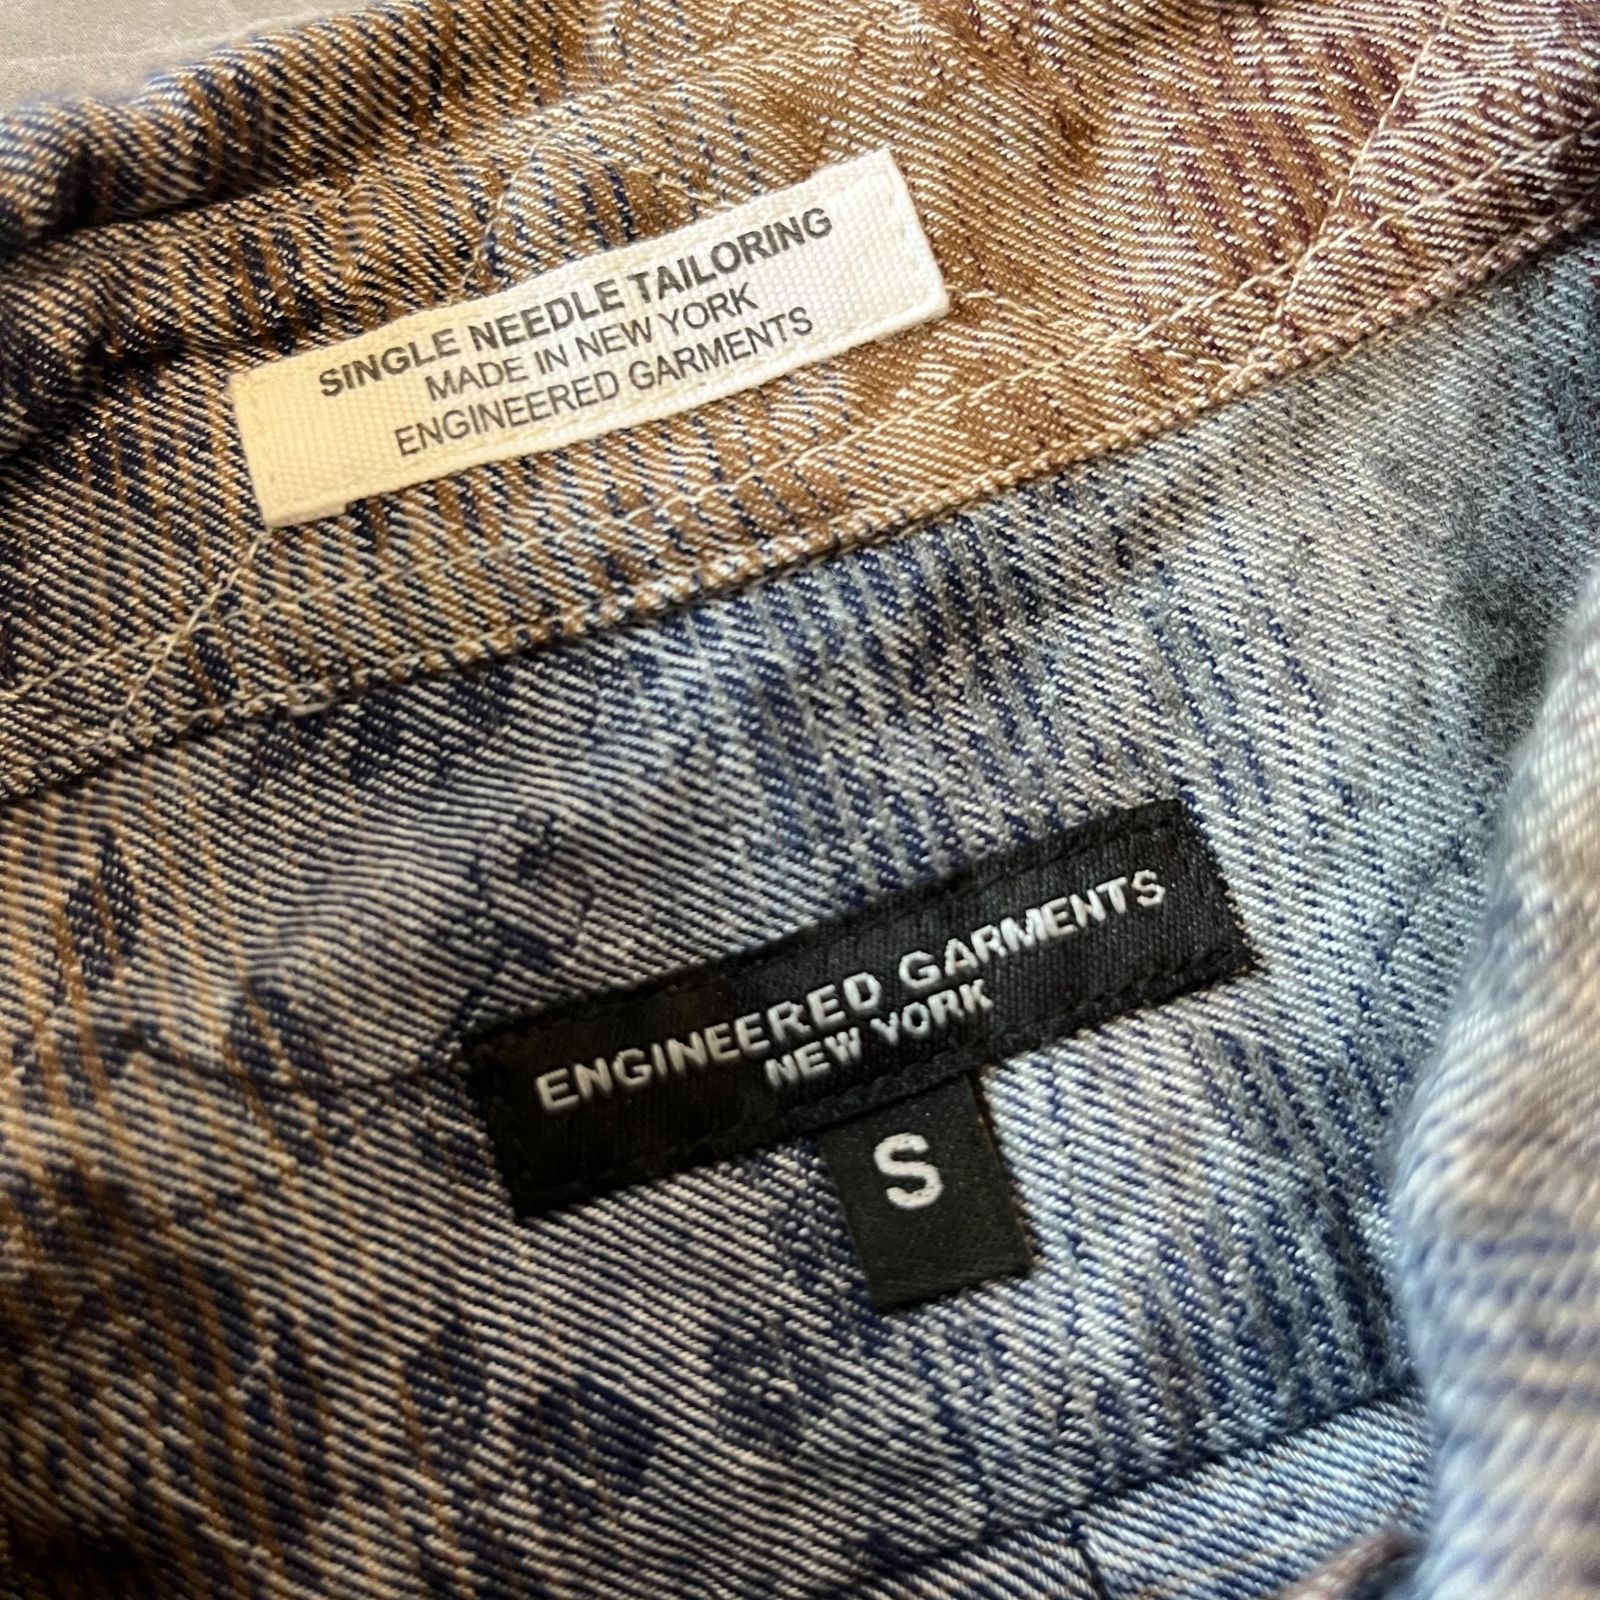 SINGLE NEEDLE TAILORING
MADE IN NEW YORK
ENGINEERED GARMENTS
ENGINEERED GARMENTS
NEW YORK
S